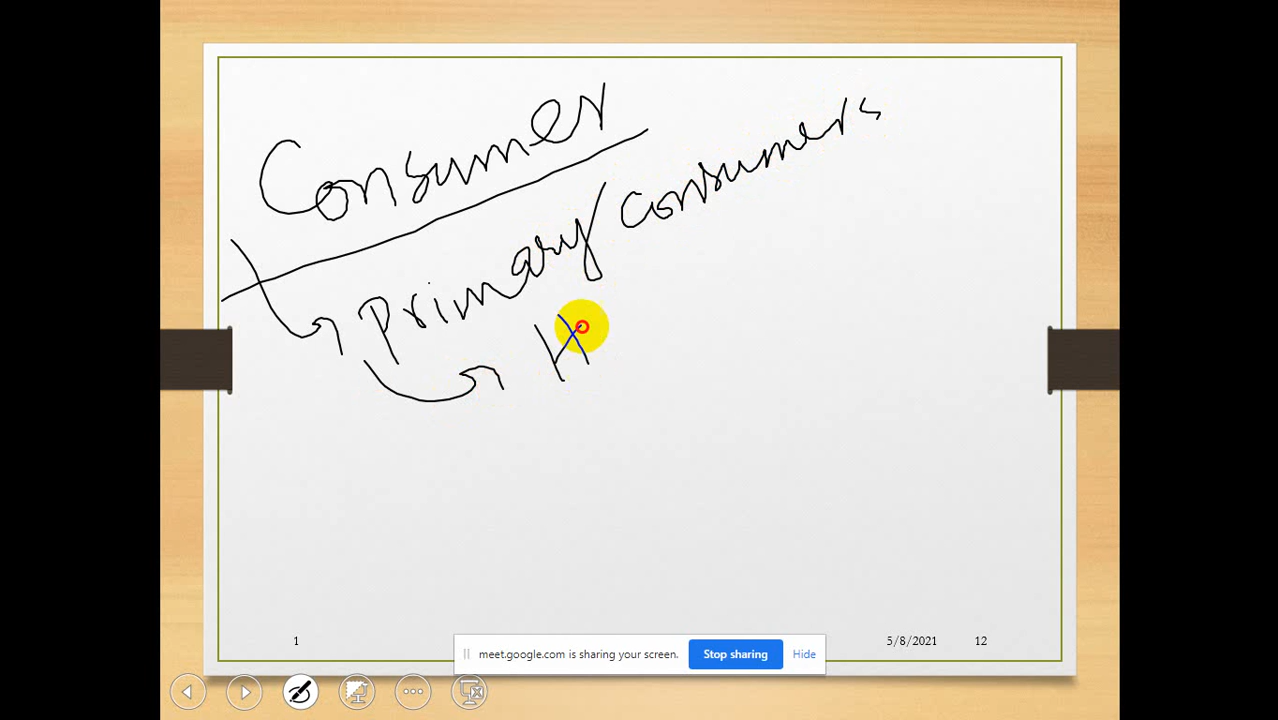 Consumer
Primary consumers
H
1
5/8/2021
12
meet.google.com is sharing your screen.
Stop sharing
Hide